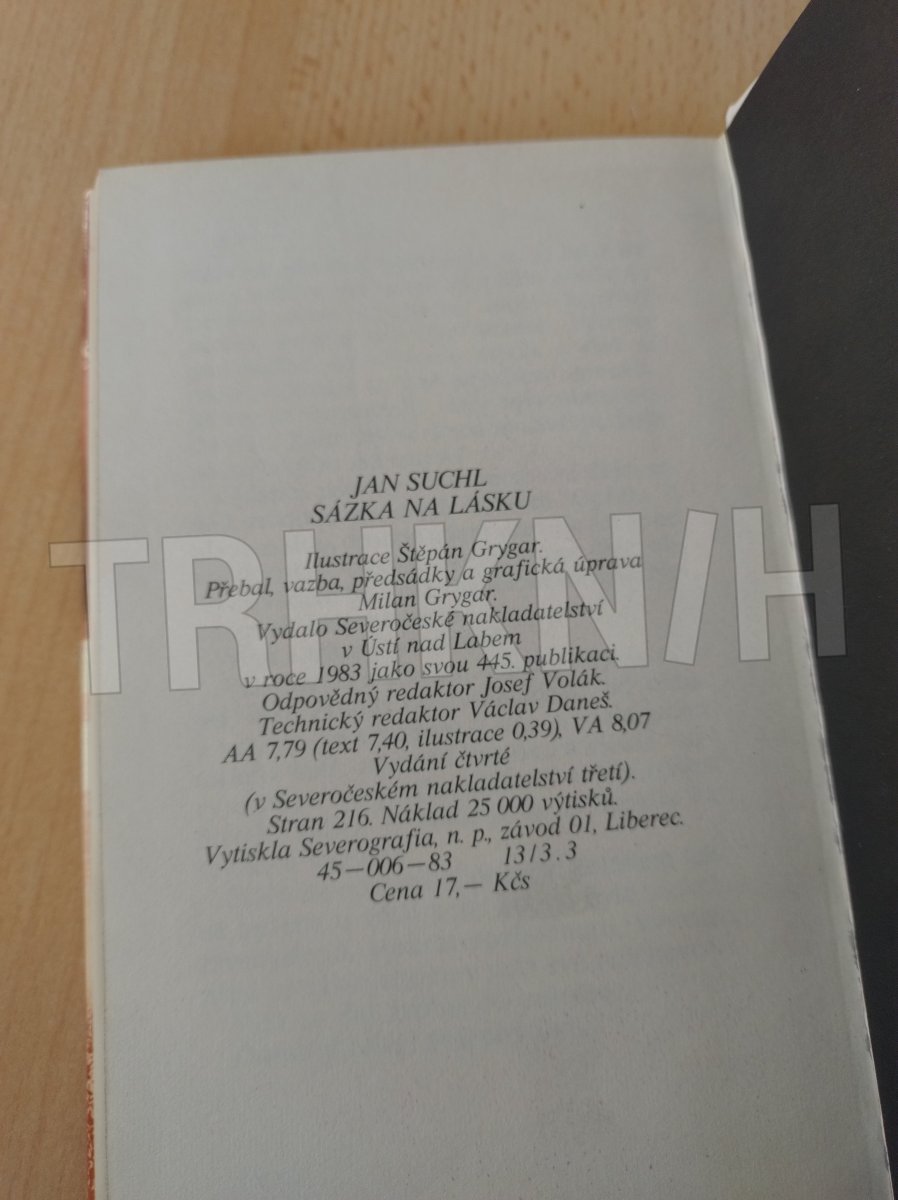 JAN SUCHL
SÁZKA NA LÁSKU
Ilustrace Štěpán Grygar.
Přebal, vazba, předsádky a grafická úprava
Milan Grygar.
Vydalo Severočeské nakladatelství
v Ústí nad Labem
v roce 1983 jako svou 445. publikaci.
Odpovědný redaktor Josef Volák.
Technický redaktor Václav Daneš.
AA 7,79 (text 7,40, ilustrace 0,39), VA 8,07
Vydání čtvrté
(v Severočeském nakladatelství třetí).
Stran 216. Náklad 25 000 výtisků.
Vytiskla Severografia, n. p., závod 01, Liberec.
45—006—83 13/3.3
Cena 17,— Kčs
TRHKN/H